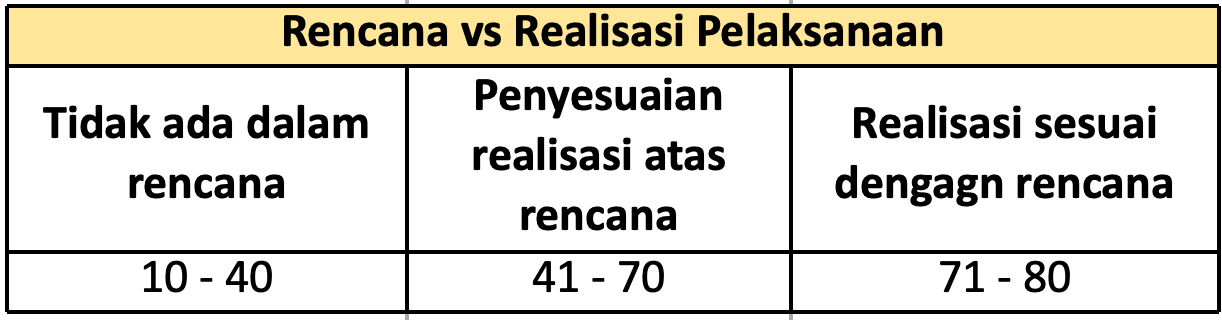 Rencana vs Realisasi Pelaksanaan
Tidak ada dalam
rencana
Penyesuaian
realisasi atas
rencana
Realisasi sesuai
dengagn rencana
10 - 40
41 - 70
71 - 80